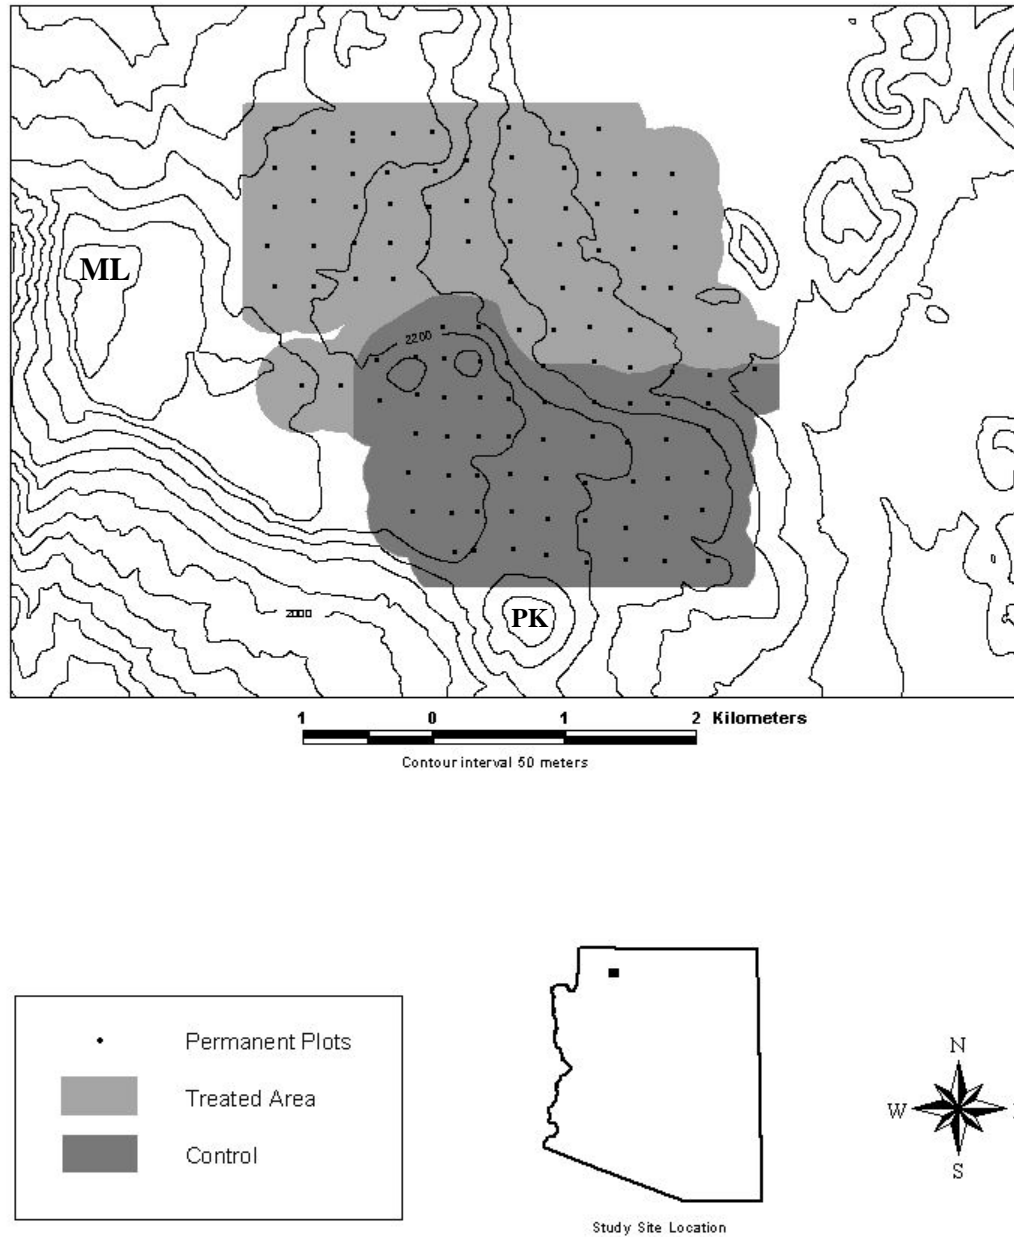 ML
2200
2000
PK
1 0 1 2 Kilometers
Contour interval 50 meters
Permanent Plots
Treated Area
Control
Study Site Location
N
W
S